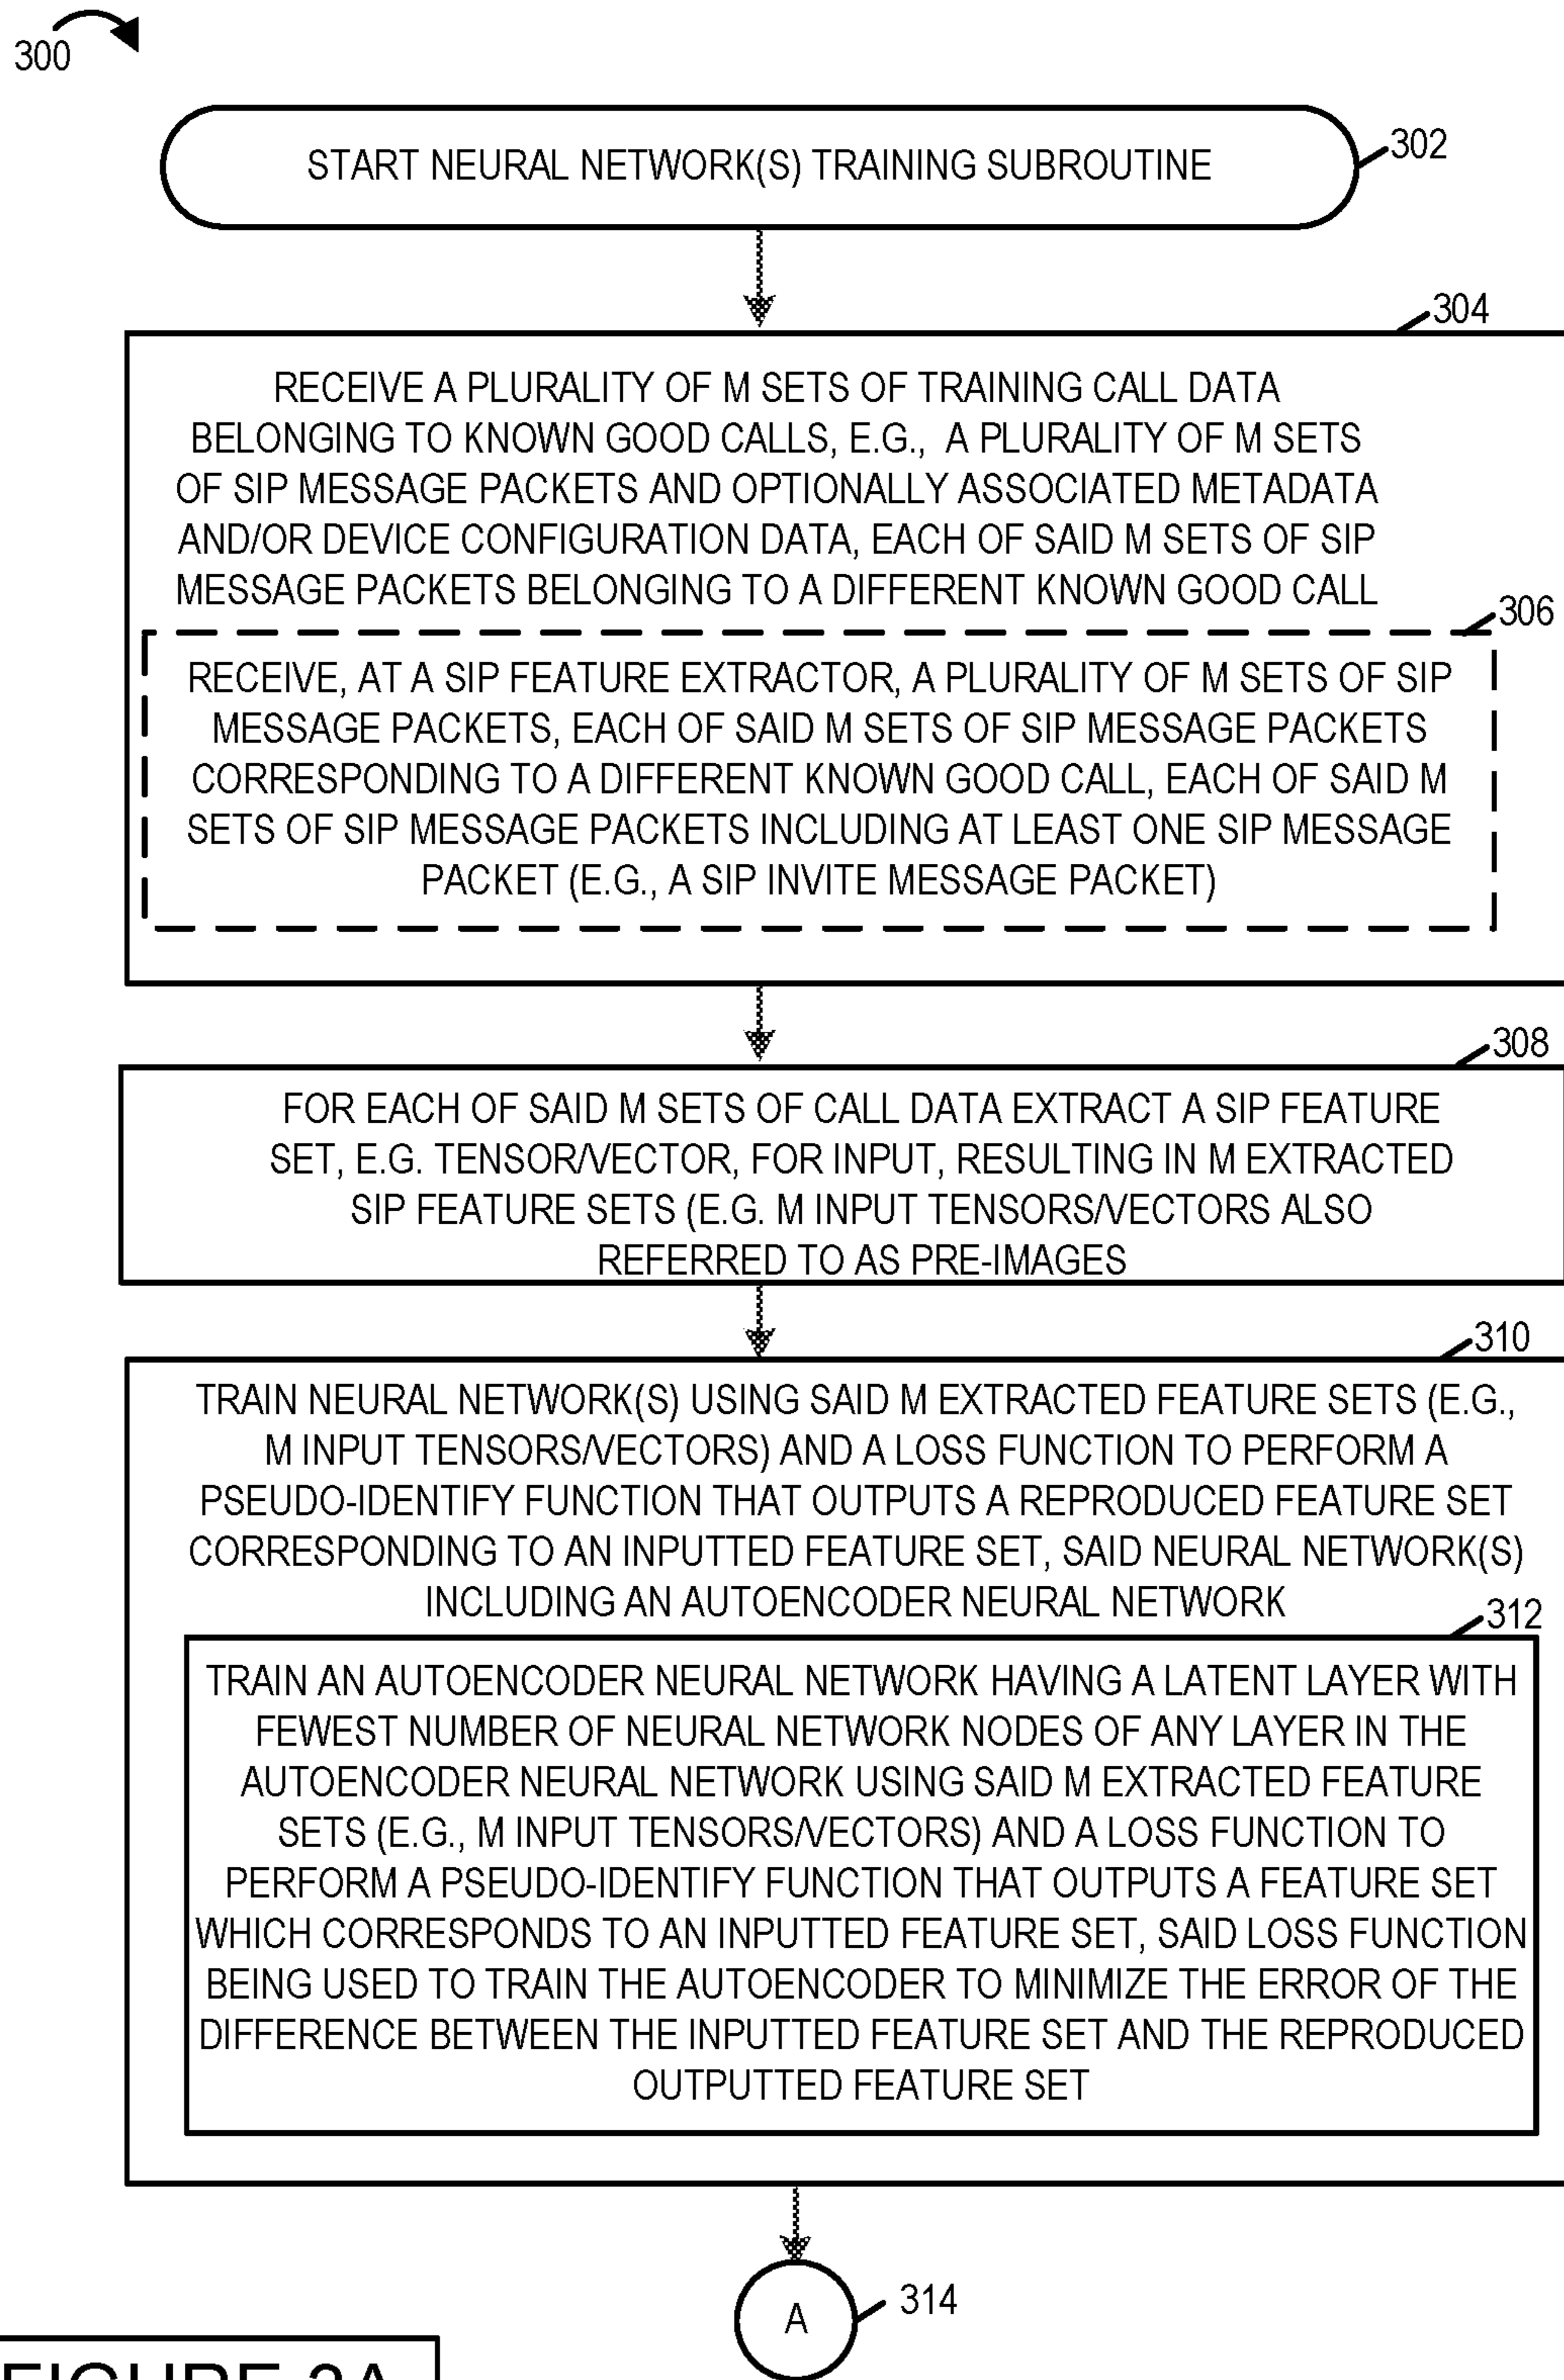 300
START NEURAL NETWORK(S) TRAINING SUBROUTINE
302
304
RECEIVE A PLURALITY OF M SETS OF TRAINING CALL DATA
BELONGING TO KNOWN GOOD CALLS, E.G., A PLURALITY OF M SETS
OF SIP MESSAGE PACKETS AND OPTIONALLY ASSOCIATED METADATA
AND/OR DEVICE CONFIGURATION DATA, EACH OF SAID M SETS OF SIP
MESSAGE PACKETS BELONGING TO A DIFFERENT KNOWN GOOD CALL
306
RECEIVE, AT A SIP FEATURE EXTRACTOR, A PLURALITY OF M SETS OF SIP
MESSAGE PACKETS, EACH OF SAID M SETS OF SIP MESSAGE PACKETS
CORRESPONDING TO A DIFFERENT KNOWN GOOD CALL, EACH OF SAID M
SETS OF SIP MESSAGE PACKETS INCLUDING AT LEAST ONE SIP MESSAGE
PACKET (E.G., A SIP INVITE MESSAGE PACKET)
308
FOR EACH OF SAID M SETS OF CALL DATA EXTRACT A SIP FEATURE
SET, E.G. TENSOR/VECTOR, FOR INPUT, RESULTING IN M EXTRACTED
SIP FEATURE SETS (E.G. M INPUT TENSORS/VECTORS ALSO
REFERRED TO AS PRE-IMAGES
310
TRAIN NEURAL NETWORK(S) USING SAID M EXTRACTED FEATURE SETS (E.G.,
M INPUT TENSORS/VECTORS) AND A LOSS FUNCTION TO PERFORM A
PSEUDO-IDENTIFY FUNCTION THAT OUTPUTS A REPRODUCED FEATURE SET
CORRESPONDING TO AN INPUTTED FEATURE SET, SAID NEURAL NETWORK(S)
INCLUDING AN AUTOENCODER NEURAL NETWORK
312
TRAIN AN AUTOENCODER NEURAL NETWORK HAVING A LATENT LAYER WITH
FEWEST NUMBER OF NEURAL NETWORK NODES OF ANY LAYER IN THE
AUTOENCODER NEURAL NETWORK USING SAID M EXTRACTED FEATURE
SETS (E.G., M INPUT TENSORS/VECTORS) AND A LOSS FUNCTION TO
PERFORM A PSEUDO-IDENTIFY FUNCTION THAT OUTPUTS A FEATURE SET
WHICH CORRESPONDS TO AN INPUTTED FEATURE SET, SAID LOSS FUNCTION
BEING USED TO TRAIN THE AUTOENCODER TO MINIMIZE THE ERROR OF THE
DIFFERENCE BETWEEN THE INPUTTED FEATURE SET AND THE REPRODUCED
OUTPUTTED FEATURE SET
A
314
FIGURE 3A